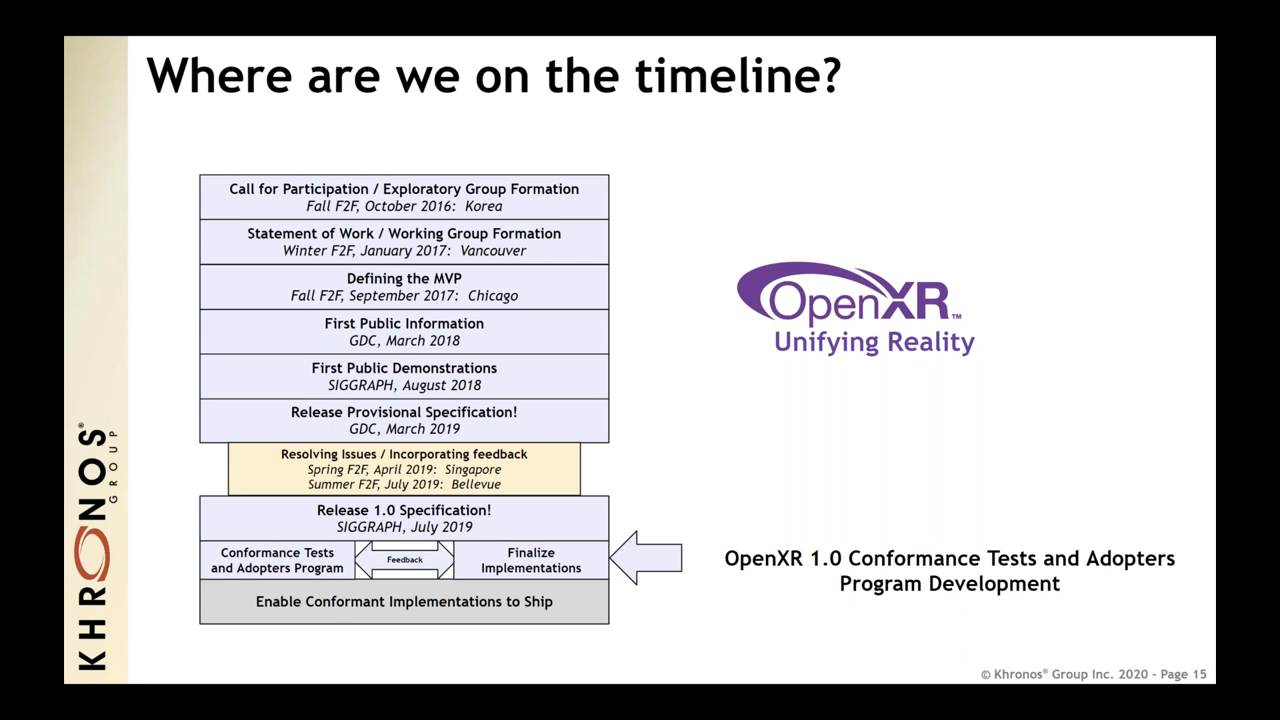 Where are we on the timeline?
Call for Participation / Exploratory Group Formation
Fall F2F, October 2016: Korea
Statement of Work / Working Group Formation
Winter F2F, January 2017: Vancouver
Defining the MVP
Fall F2F, September 2017: Chicago
First Public Information
GDC, March 2018
First Public Demonstrations
SIGGRAPH, August 2018
Release Provisional Specification!
GDC, March 2019
Resolving Issues / Incorporating feedback
Spring F2F, April 2019: Singapore
Summer F2F, July 2019: Bellevue
Release 1.0 Specification!
SIGGRAPH, July 2019
Conformance Tests
and Adopters Program
Feedback
Finalize
Implementations
Enable Conformant Implementations to Ship
OpenXR™
Unifying Reality
OpenXR 1.0 Conformance Tests and Adopters
Program Development
KHRONOS®
GROUP
© Khronos® Group Inc. 2020 - Page 15